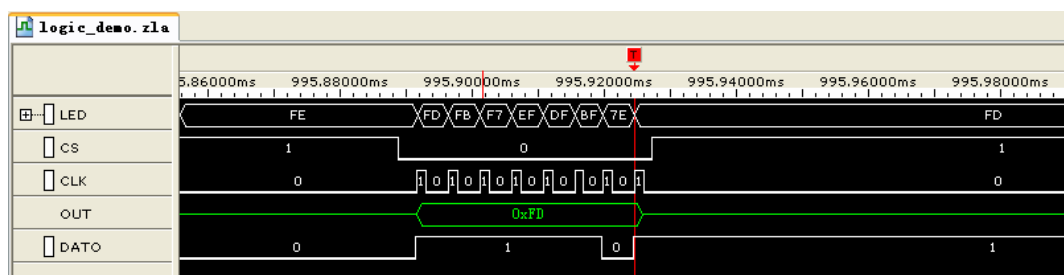 logic_demo.zla
T
5.86000ms 995.88000ms 995.90000ms 995.92000ms 995.94000ms 995.96000ms 995.98000ms
LED FE FD FB F7 EF DF BF 7E FD
CS 1 0 1
CLK 0 1 0 1 0 1 0 1 0 1 0 1 0 1 0 1 0
OUT 0xFD
DATO 0 1 0 1